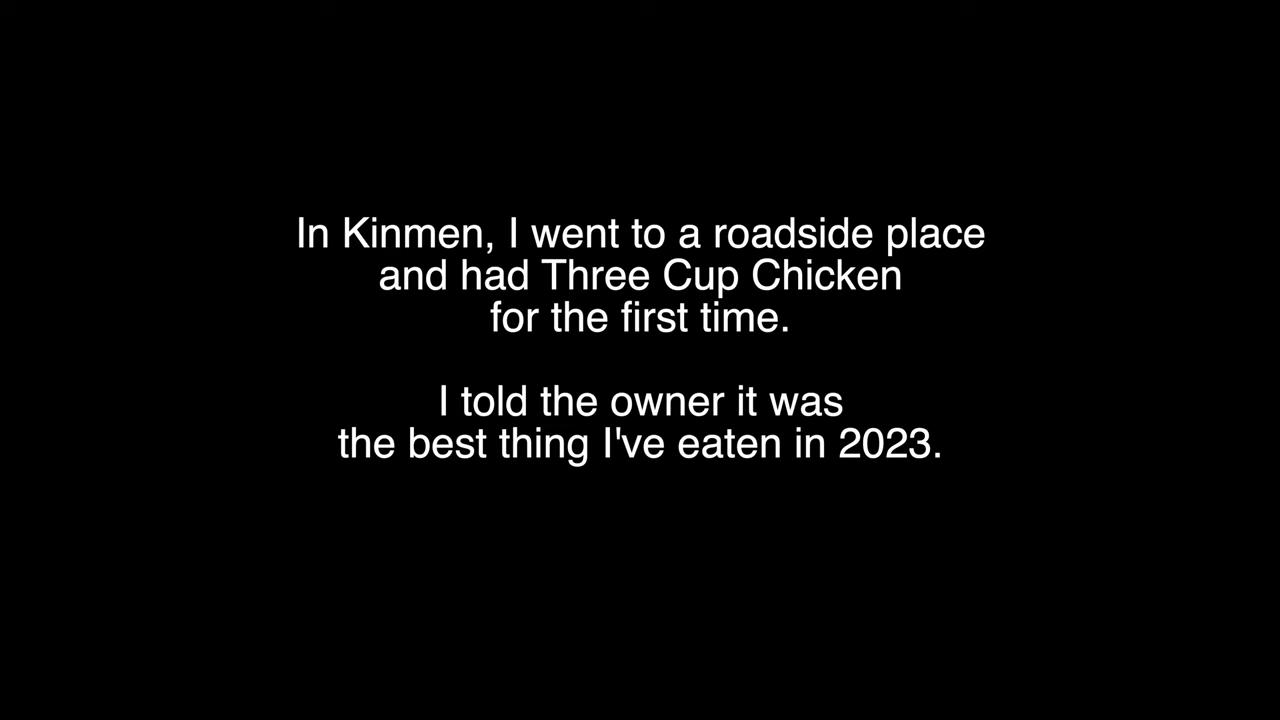 In Kinmen, I went to a roadside place
and had Three Cup Chicken
for the first time.
I told the owner it was
the best thing I've eaten in 2023.